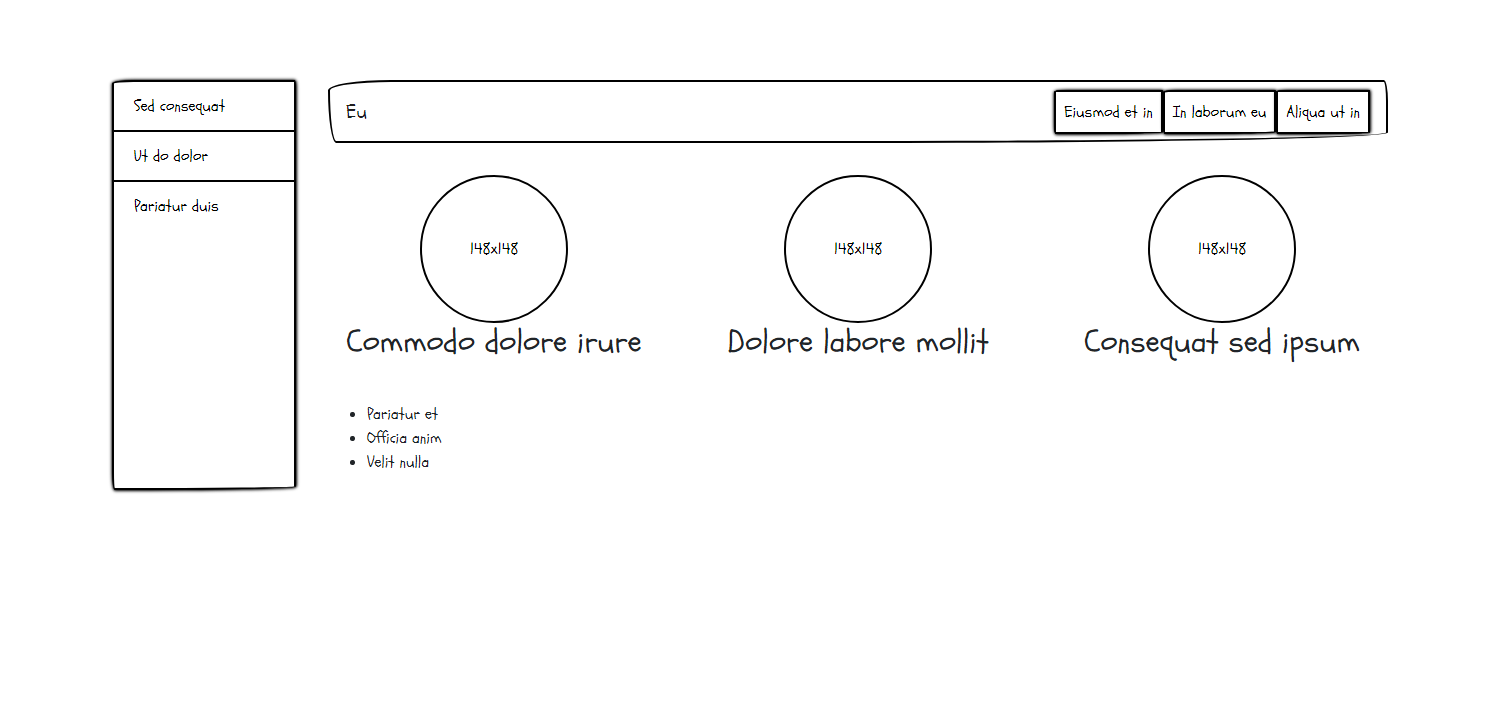 Sed consequat
Ut do dolor
Pariatur duis
Eu
Eiusmod et in
In laborum eu
Aliqua ut in
148x148
148x148
148x148
Commodo dolore irure
Dolore labore mollit
Consequat sed ipsum
Pariatur et
Officia anim
Velit nulla